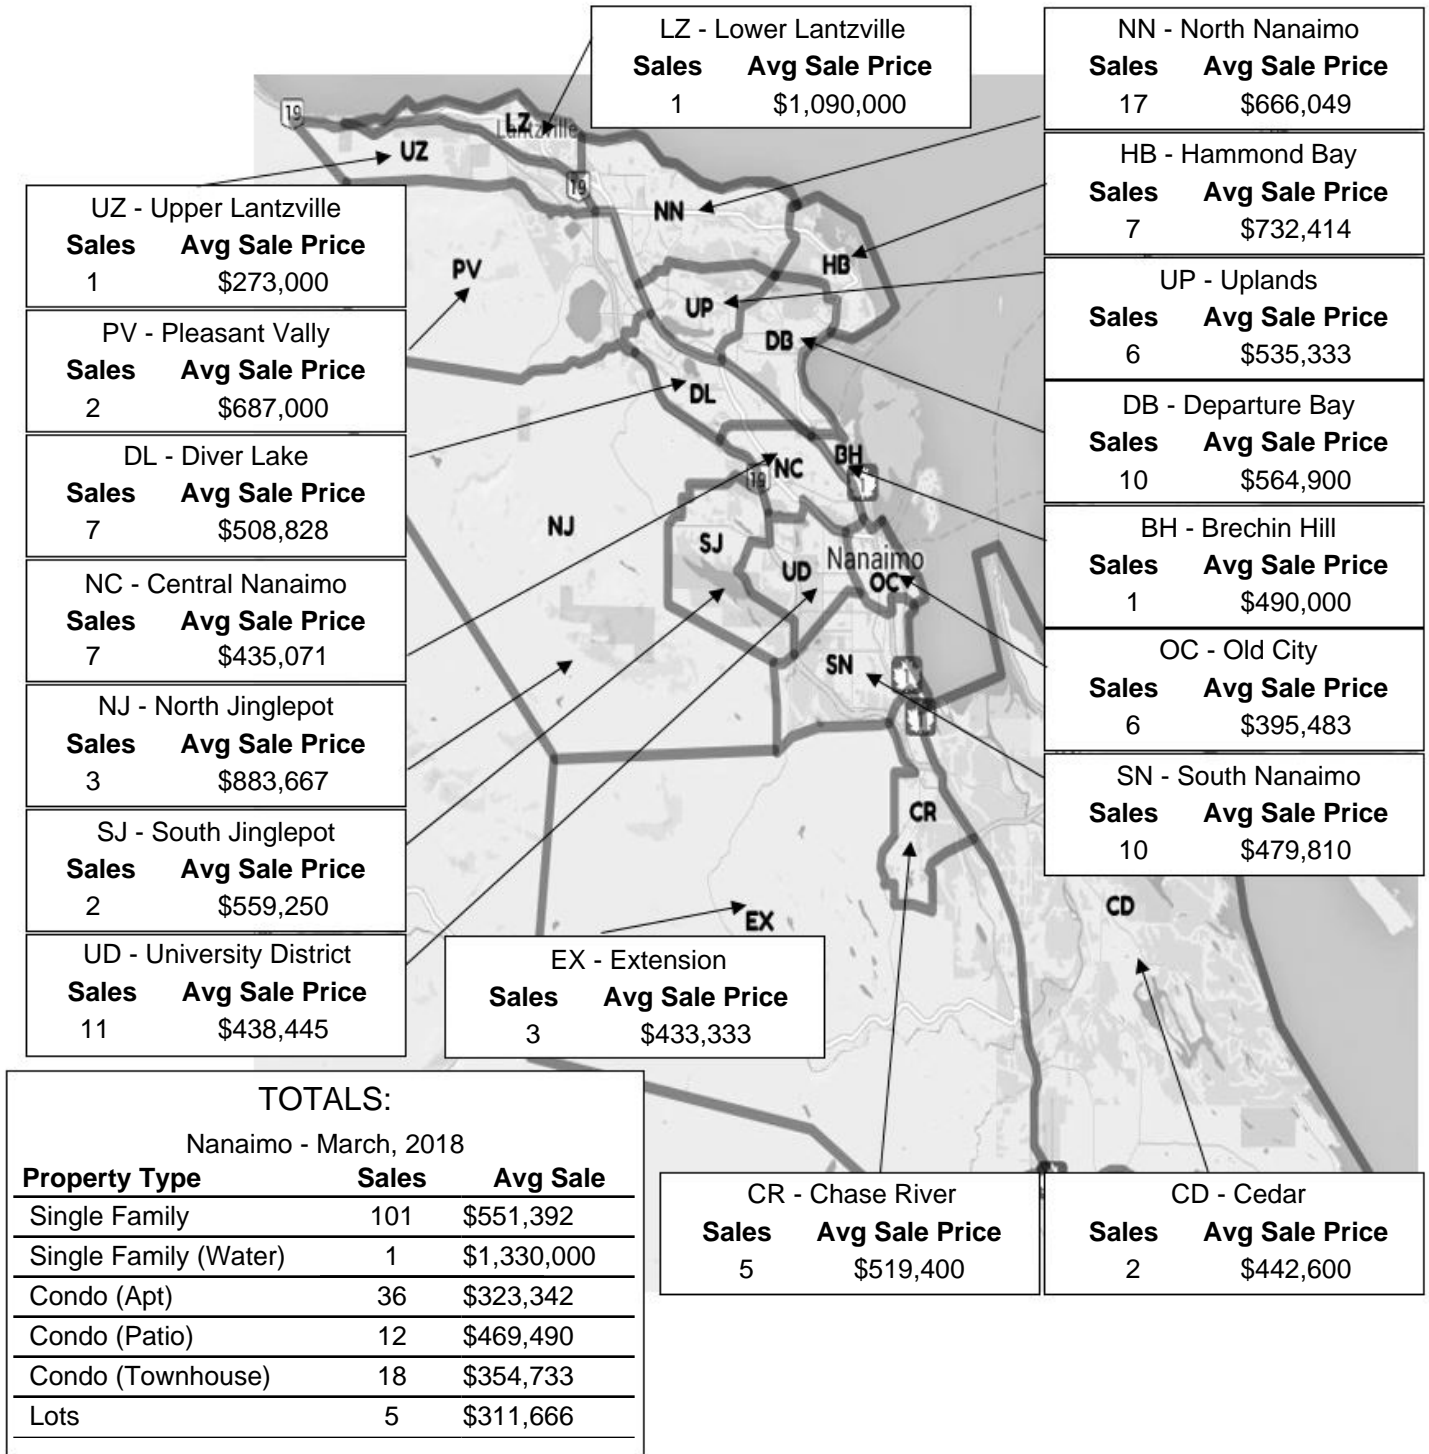 LZ - Lower Lantzville
Sales Avg Sale Price
1 $1,090,000
NN - North Nanaimo
Sales Avg Sale Price
17 $666,049
HB - Hammond Bay
Sales Avg Sale Price
7 $732,414
UP - Uplands
Sales Avg Sale Price
6 $535,333
DB - Departure Bay
Sales Avg Sale Price
10 $564,900
BH - Brechin Hill
Sales Avg Sale Price
1 $490,000
OC - Old City
Sales Avg Sale Price
6 $395,483
SN - South Nanaimo
Sales Avg Sale Price
10 $479,810
UZ - Upper Lantzville
Sales Avg Sale Price
1 $273,000
PV - Pleasant Vally
Sales Avg Sale Price
2 $687,000
DL - Diver Lake
Sales Avg Sale Price
7 $508,828
NC - Central Nanaimo
Sales Avg Sale Price
7 $435,071
NJ - North Jinglepot
Sales Avg Sale Price
3 $883,667
SJ - South Jinglepot
Sales Avg Sale Price
2 $559,250
UD - University District
Sales Avg Sale Price
11 $438,445
EX - Extension
Sales Avg Sale Price
3 $433,333
CR - Chase River
Sales Avg Sale Price
5 $519,400
CD - Cedar
Sales Avg Sale Price
2 $442,600
19
LZ
Lantzville
UZ
19
NN
PV
HB
UP
DB
DL
BH
NC
19
1
NJ
SJ
Nanaimo
UD
OC
SN
1
CR
EX
CD
TOTALS:
Nanaimo - March, 2018
Property Type Sales Avg Sale
Single Family 101 $551,392
Single Family (Water) 1 $1,330,000
Condo (Apt) 36 $323,342
Condo (Patio) 12 $469,490
Condo (Townhouse) 18 $354,733
Lots 5 $311,666